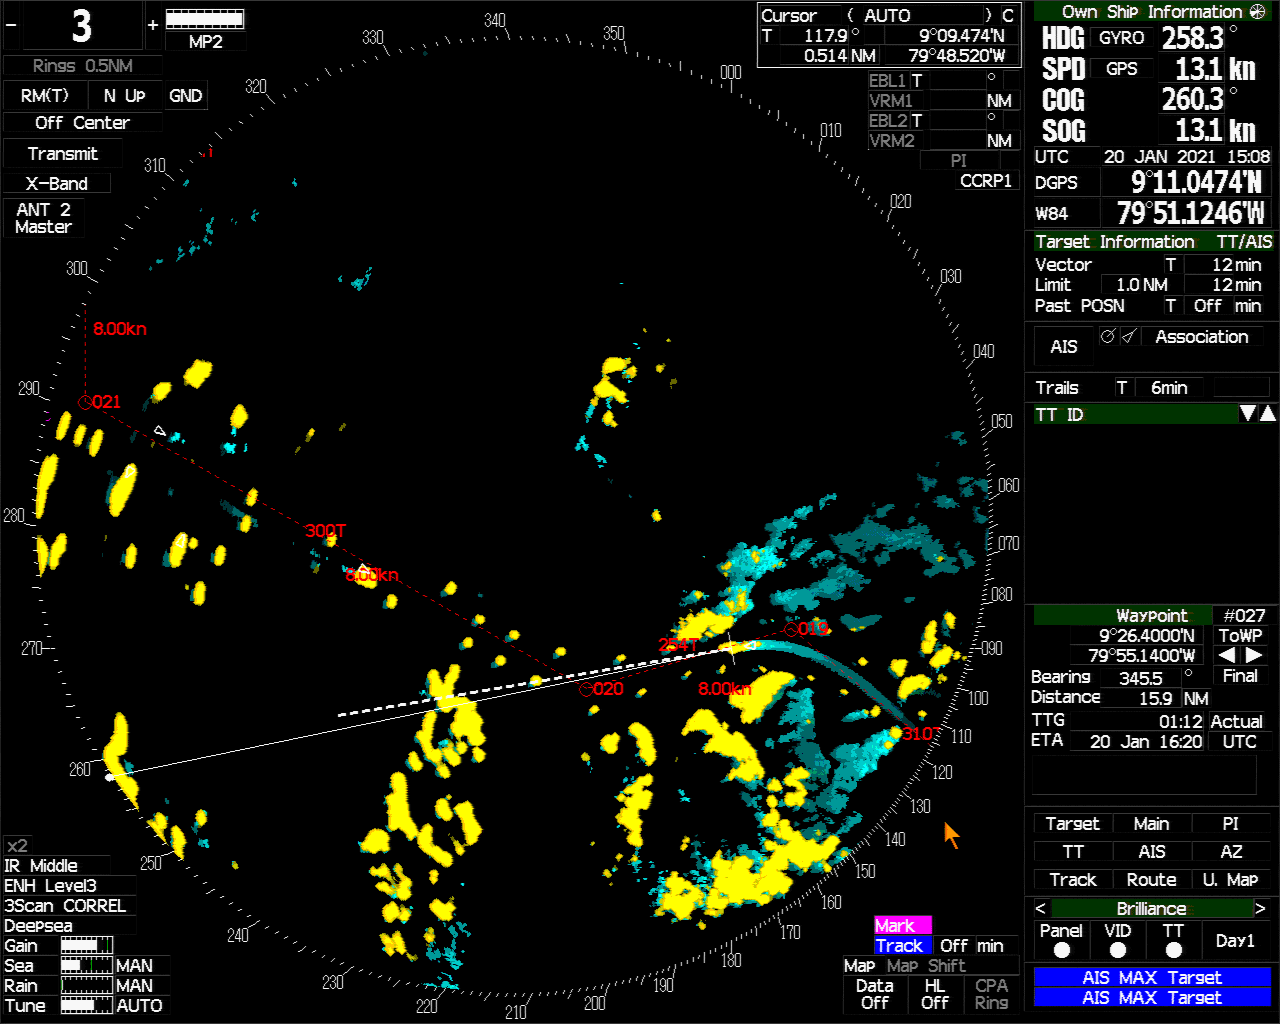 − 3 +
MP2
Rings 0.5NM
RM(T) N Up GND
Off Center
Transmit
X-Band
ANT 2
Master
Cursor ( AUTO ) C
T 117.9° 9°09.474'N
0.514 NM 79°48.520'W
EBL1 T °
VRM1 NM
EBL2 T °
VRM2 NM
PI
CCRP1
Own Ship Information
HDG GYRO 258.3°
SPD GPS 13.1 kn
COG 260.3°
SOG 13.1 kn
UTC 20 JAN 2021 15:08
DGPS 9°11.0474'N
W84 79°51.1246'W
Target Information TT/AIS
Vector T 12 min
Limit 1.0 NM 12 min
Past POSN T Off min
AIS Association
Trails T 6min
TT ID
Waypoint #027
9°26.4000'N ToWP
79°55.1400'W
Bearing 345.5 ° Final
Distance 15.9 NM
TTG 01:12 Actual
ETA 20 Jan 16:20 UTC
Target Main PI
TT AIS AZ
Track Route U. Map
< Brilliance >
Panel VID TT Day1
AIS MAX Target
AIS MAX Target
340
350
000
010
020
030
040
050
060
070
080
090
100
110
120
130
140
150
160
170
180
190
200
210
220
230
240
250
260
270
280
290
300
310
320
330
8.00kn
021
300T
8.00kn
019
254T
020
8.00kn
310T
x2
IR Middle
ENH Level3
3Scan CORREL
Deepsea
Gain
Sea MAN
Rain MAN
Tune AUTO
Mark
Track Off min
Map Map Shift
Data Off
HL Off
CPA Ring